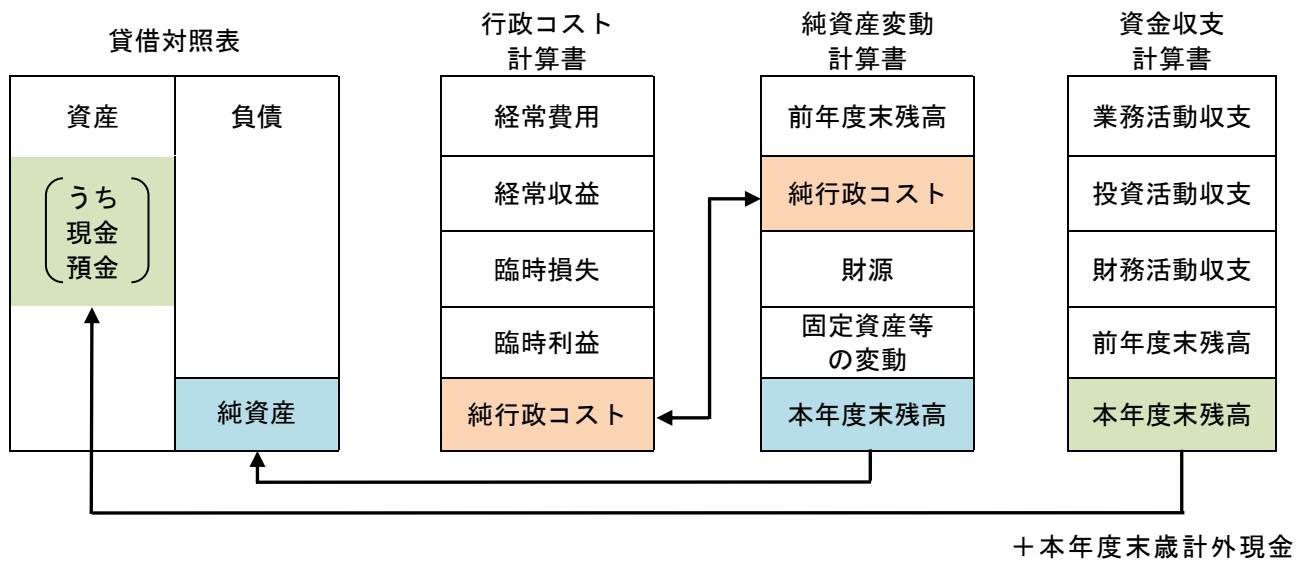 貸借対照表
資産
うち
現金
預金
負債
純資産
行政コスト
計算書
経常費用
経常収益
臨時損失
臨時利益
純行政コスト
純資産変動
計算書
前年度末残高
純行政コスト
財源
固定資産等
の変動
本年度末残高
資金収支
計算書
業務活動収支
投資活動収支
財務活動収支
前年度末残高
本年度末残高
＋本年度末歳計外現金